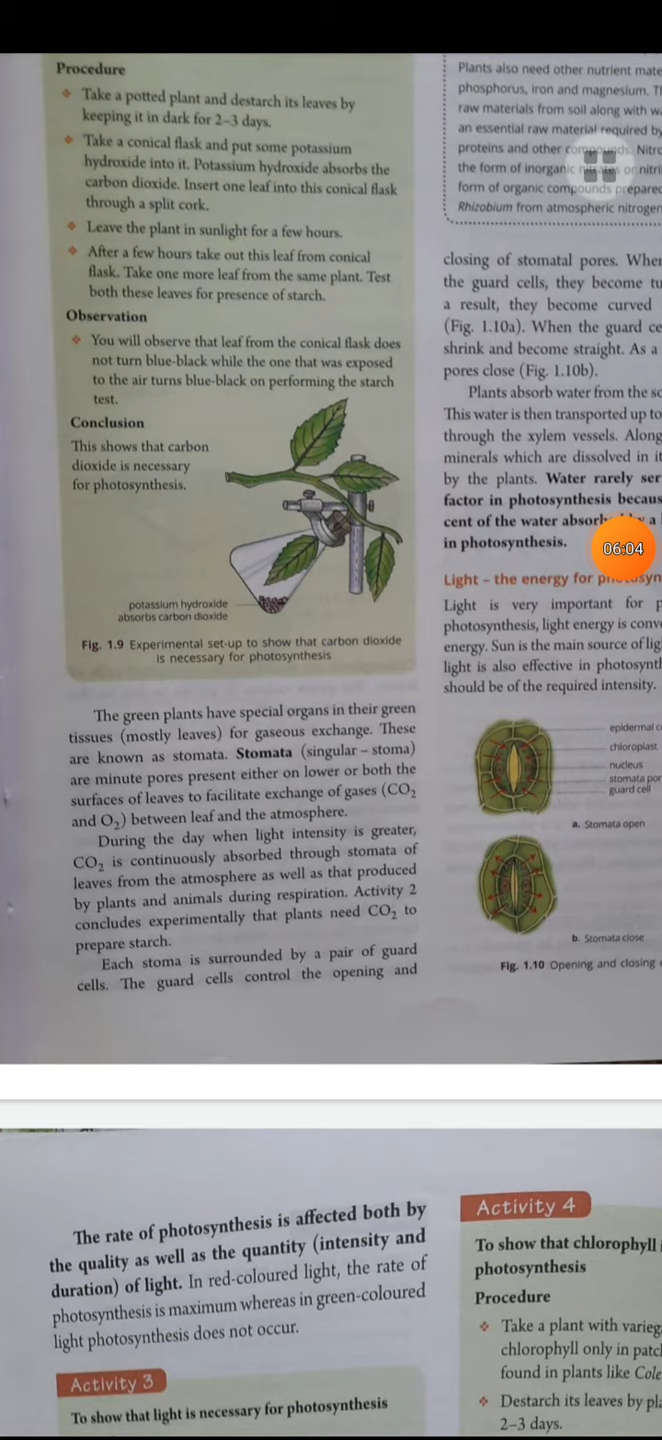 Procedure
❖ Take a potted plant and destarch its leaves by
keeping it in dark for 2–3 days.
❖ Take a conical flask and put some potassium
hydroxide into it. Potassium hydroxide absorbs the
carbon dioxide. Insert one leaf into this conical flask
through a split cork.
❖ Leave the plant in sunlight for a few hours.
❖ After a few hours take out this leaf from conical
flask. Take one more leaf from the same plant. Test
both these leaves for presence of starch.
Observation
❖ You will observe that leaf from the conical flask does
not turn blue-black while the one that was exposed
to the air turns blue-black on performing the starch
test.
Conclusion
This shows that carbon
dioxide is necessary
for photosynthesis.
potassium hydroxide
absorbs carbon dioxide
Fig. 1.9 Experimental set-up to show that carbon dioxide
is necessary for photosynthesis
The green plants have special organs in their green
tissues (mostly leaves) for gaseous exchange. These
are known as stomata. Stomata (singular – stoma)
are minute pores present either on lower or both the
surfaces of leaves to facilitate exchange of gases (CO₂
and O₂) between leaf and the atmosphere.
During the day when light intensity is greater,
CO₂ is continuously absorbed through stomata of
leaves from the atmosphere as well as that produced
by plants and animals during respiration. Activity 2
concludes experimentally that plants need CO₂ to
prepare starch.
Each stoma is surrounded by a pair of guard
cells. The guard cells control the opening and
Plants also need other nutrient mate
phosphorus, iron and magnesium.
raw materials from soil along with
an essential raw material required by
proteins and other compounds. Nitro
the form of inorganic nitrates or nitri
form of organic compounds prepared
Rhizobium from atmospheric nitrogen
closing of stomatal pores. When
the guard cells, they become tu
a result, they become curved
(Fig. 1.10a). When the guard ce
shrink and become straight. As a
pores close (Fig. 1.10b).
Plants absorb water from the so
This water is then transported up to
through the xylem vessels. Along
minerals which are dissolved in it
by the plants. Water rarely ser
factor in photosynthesis becaus
cent of the water absorb by a
in photosynthesis.
06:04
Light – the energy for photosyn
Light is very important for p
photosynthesis, light energy is conve
energy. Sun is the main source of lig
light is also effective in photosynth
should be of the required intensity.
epidermal c
chloroplast
nucleus
stomata por
guard cell
a. Stomata open
b. Stomata close
Fig. 1.10 Opening and closing
The rate of photosynthesis is affected both by
the quality as well as the quantity (intensity and
duration) of light. In red-coloured light, the rate of
photosynthesis is maximum whereas in green-coloured
light photosynthesis does not occur.
Activity 3
To show that light is necessary for photosynthesis
Activity 4
To show that chlorophyll
photosynthesis
Procedure
❖ Take a plant with varieg
chlorophyll only in patch
found in plants like Cole
❖ Destarch its leaves by pla
2–3 days.